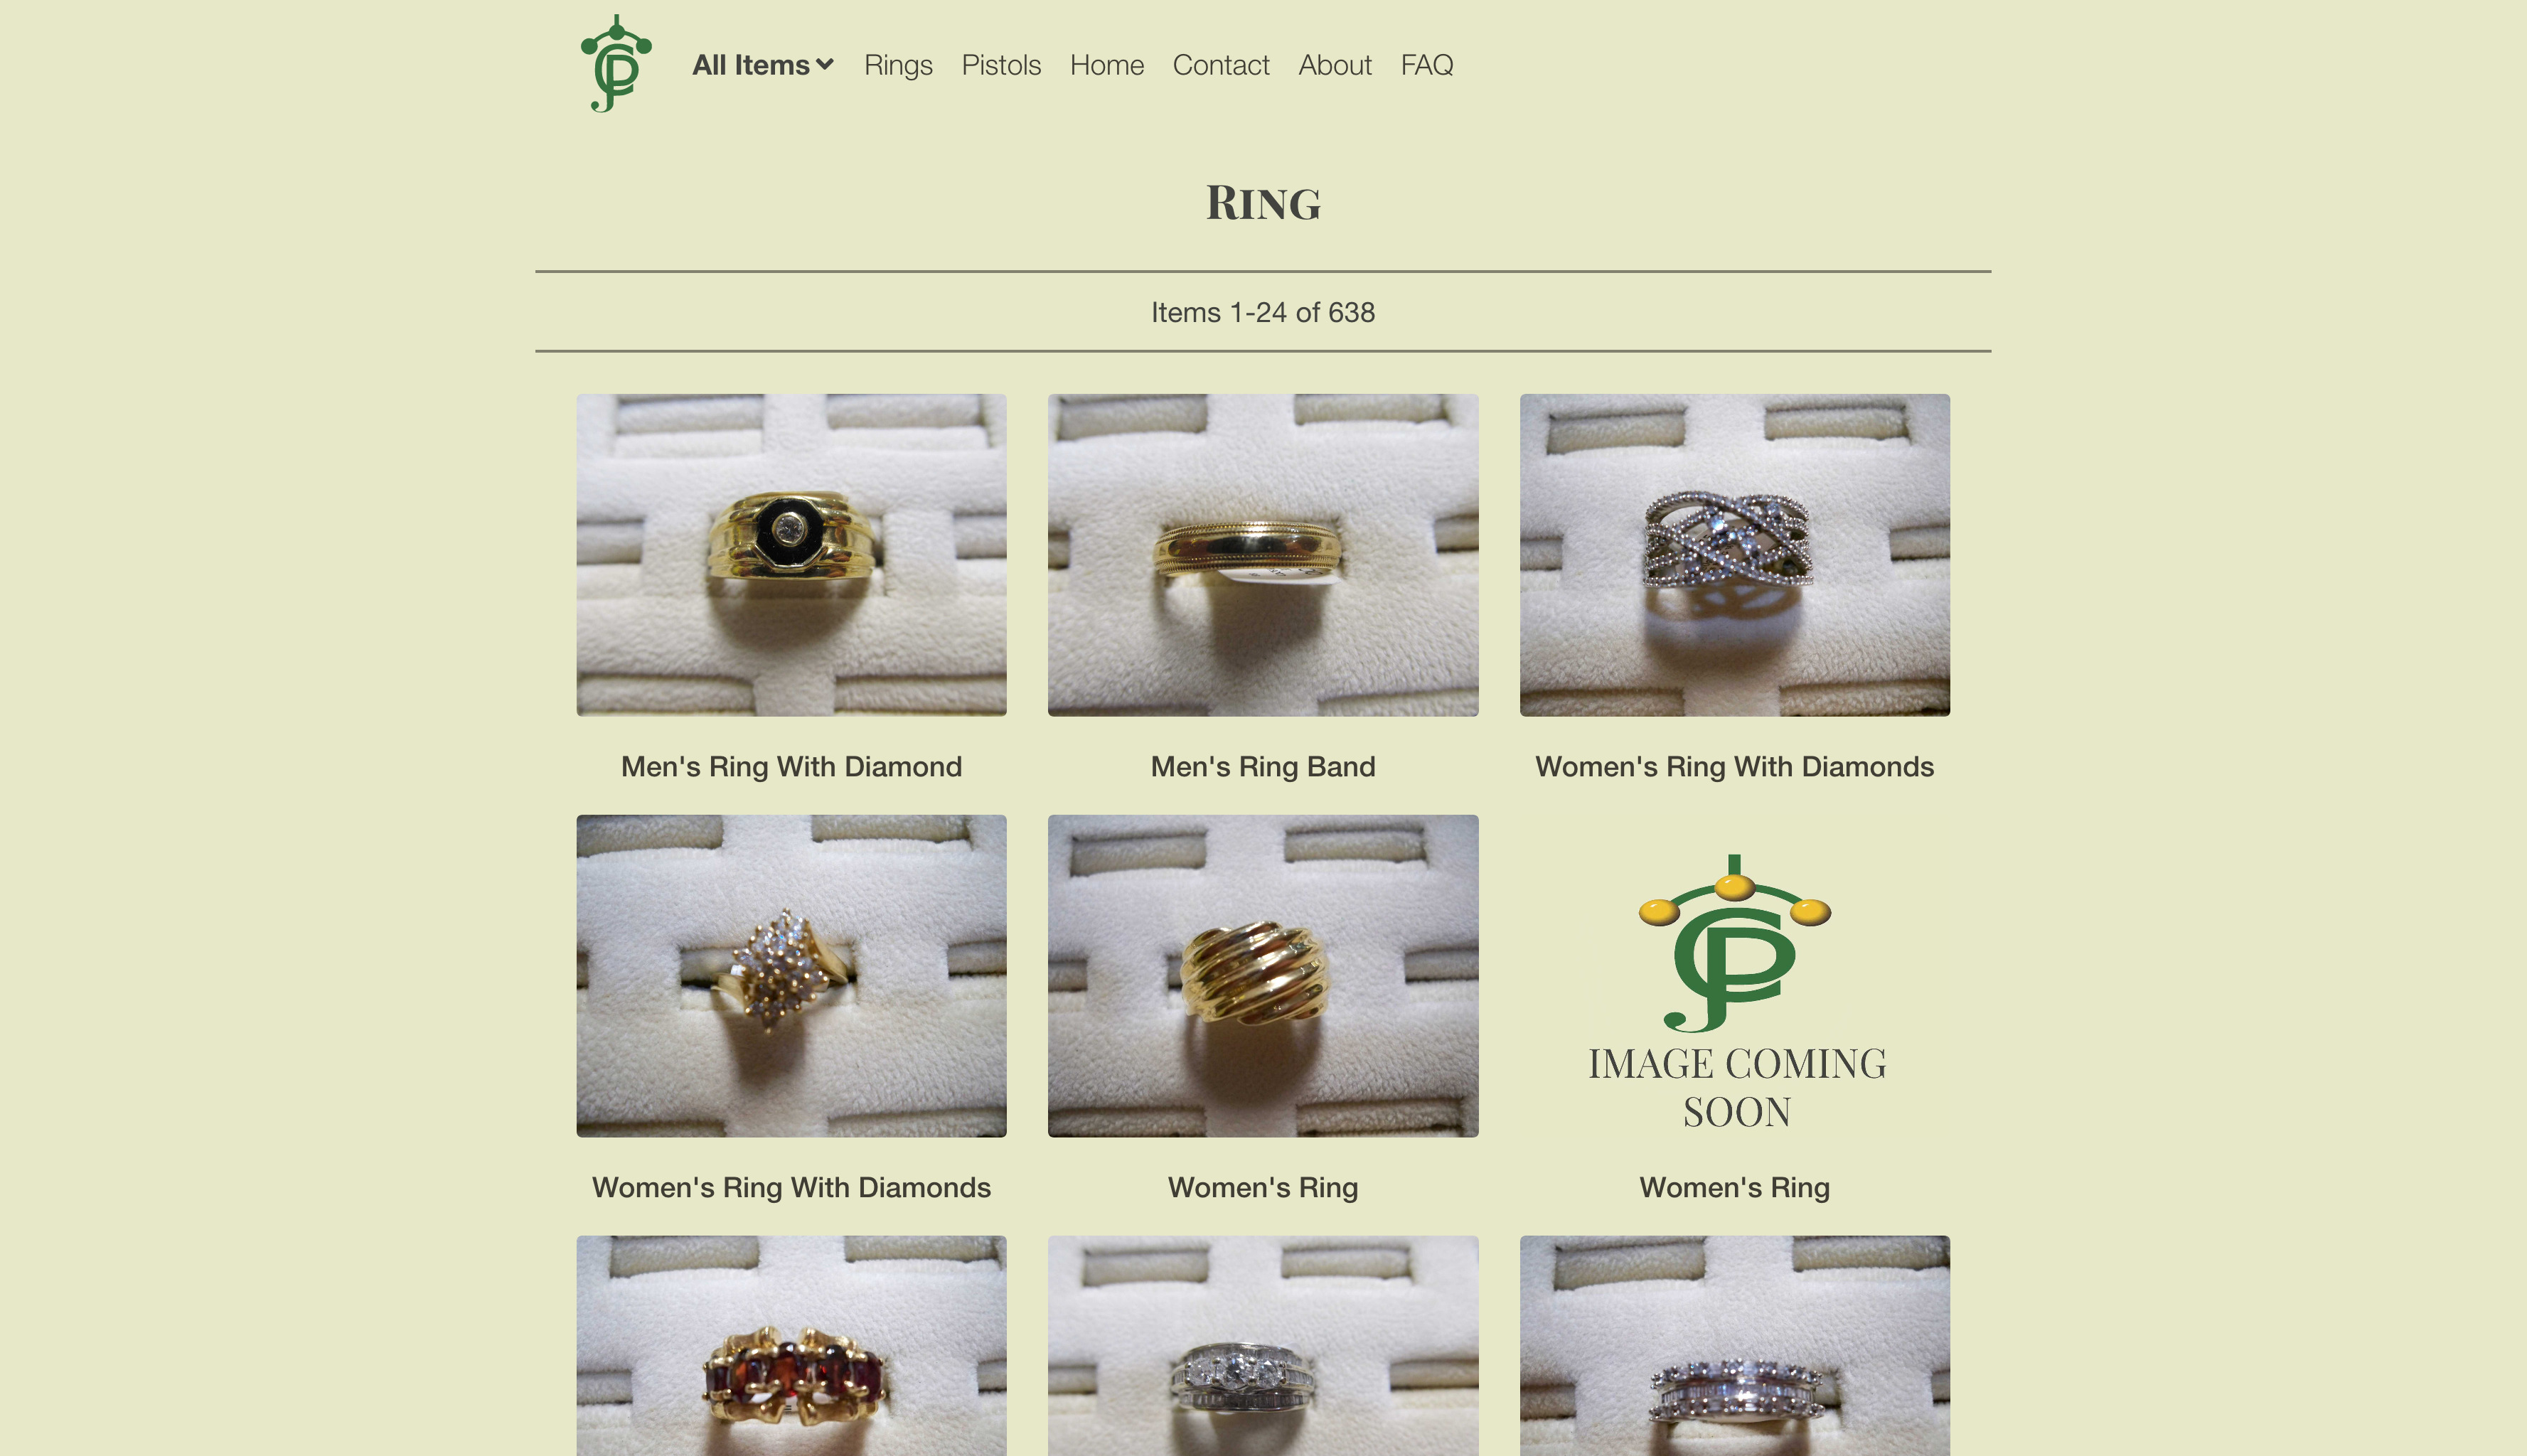 All Items Rings Pistols Home Contact About FAQ
Ring
Items 1-24 of 638
Men's Ring With Diamond
Men's Ring Band
Women's Ring With Diamonds
IMAGE COMING
SOON
Women's Ring With Diamonds
Women's Ring
Women's Ring